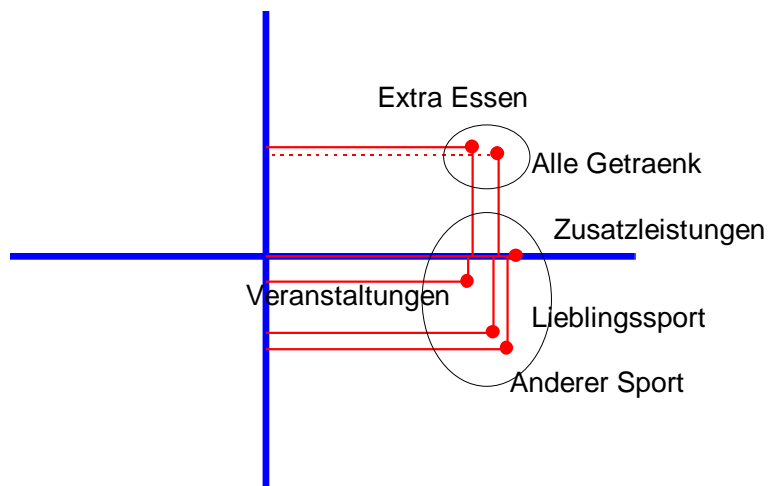 Extra Essen
Alle Getraenk
Zusatzleistungen
Veranstaltungen
Lieblingssport
Anderer Sport